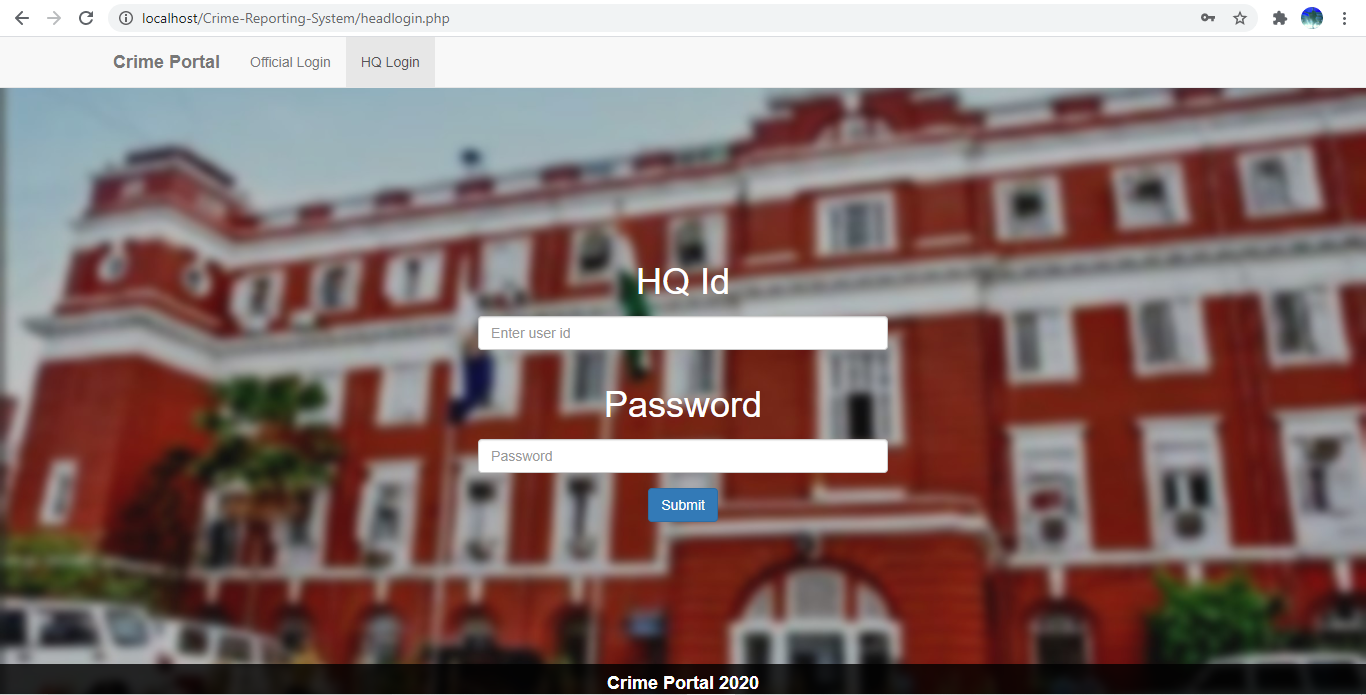 localhost/Crime-Reporting-System/headlogin.php
Crime Portal Official Login HQ Login
HQ Id
Enter user id
Password
Password
Submit
Crime Portal 2020